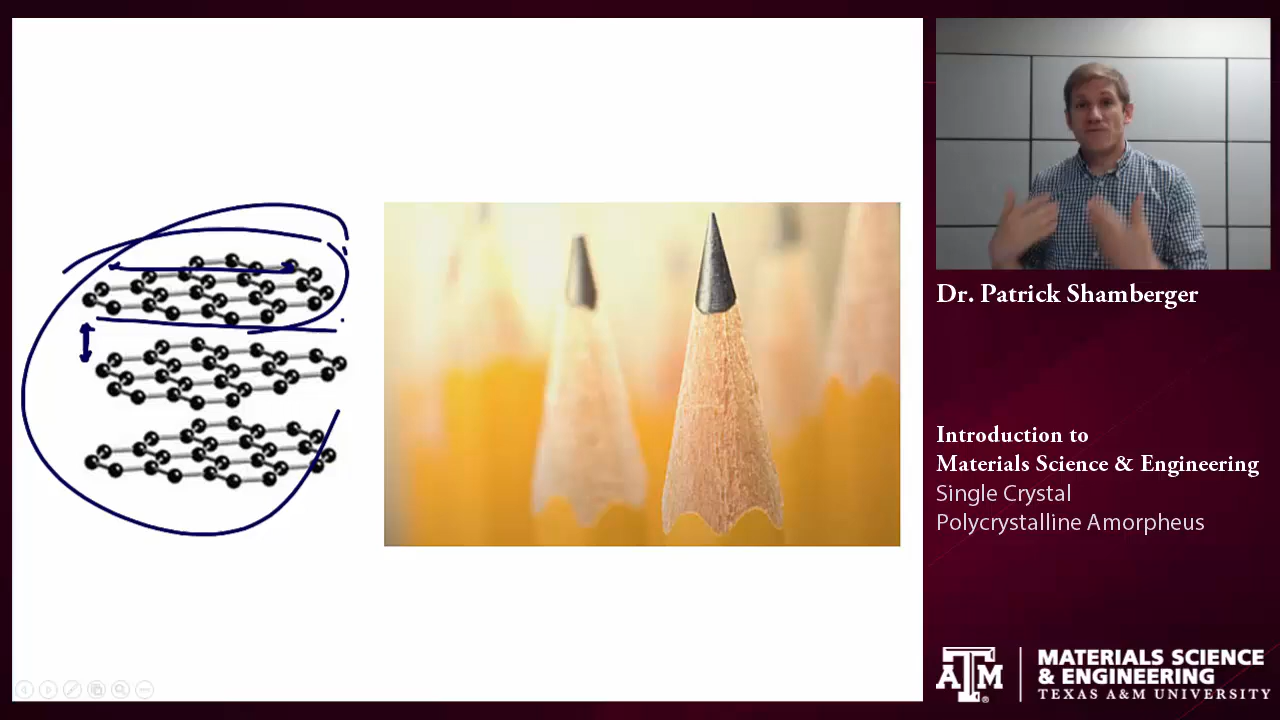 Dr. Patrick Shamberger
Introduction to
Materials Science & Engineering
Single Crystal
Polycrystalline Amorpheus
A&M ® MATERIALS SCIENCE
& ENGINEERING
TEXAS A&M UNIVERSITY